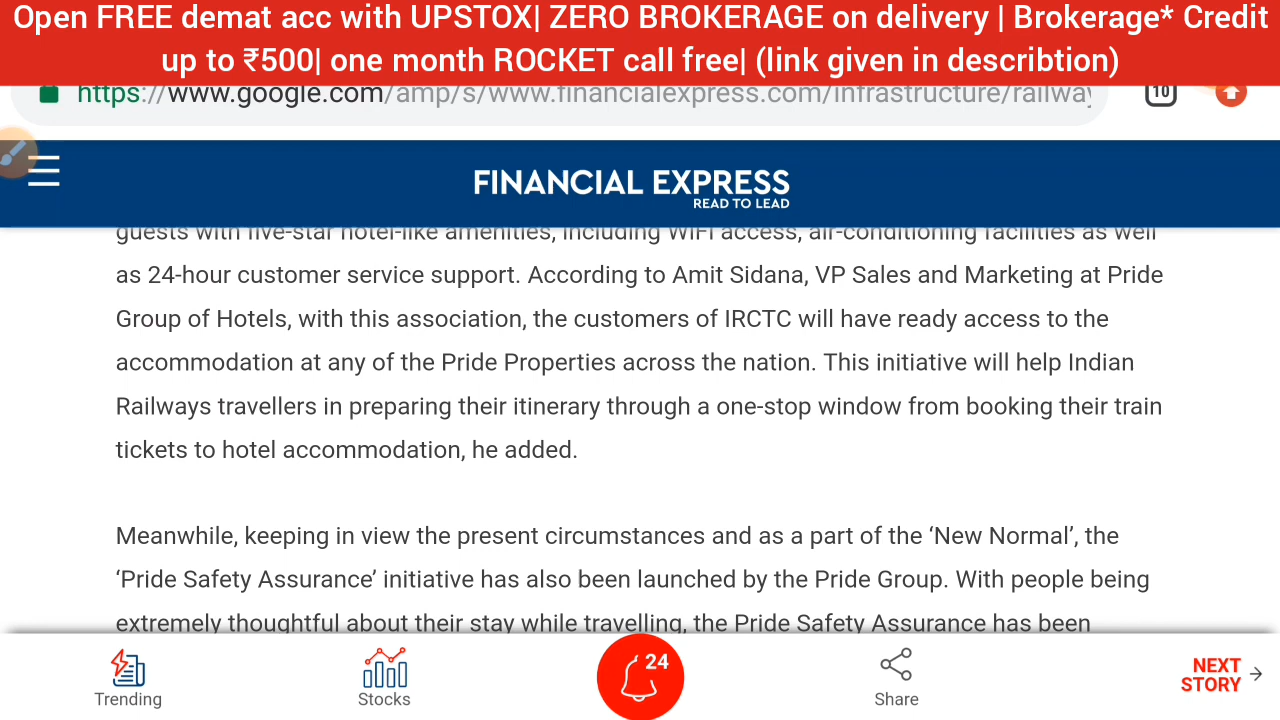 Open FREE demat acc with UPSTOX| ZERO BROKERAGE on delivery | Brokerage* Credit
up to ₹500| one month ROCKET call free| (link given in describtion)
https://www.google.com/amp/s/www.financialexpress.com/infrastructure/railway
10
FINANCIAL EXPRESS
READ TO LEAD
guests with five-star hotel-like amenities, including WiFi access, air-conditioning facilities as well
as 24-hour customer service support. According to Amit Sidana, VP Sales and Marketing at Pride
Group of Hotels, with this association, the customers of IRCTC will have ready access to the
accommodation at any of the Pride Properties across the nation. This initiative will help Indian
Railways travellers in preparing their itinerary through a one-stop window from booking their train
tickets to hotel accommodation, he added.
Meanwhile, keeping in view the present circumstances and as a part of the ‘New Normal’, the
‘Pride Safety Assurance’ initiative has also been launched by the Pride Group. With people being
extremely thoughtful about their stay while travelling, the Pride Safety Assurance has been
Trending
Stocks
24
Share
NEXT
STORY